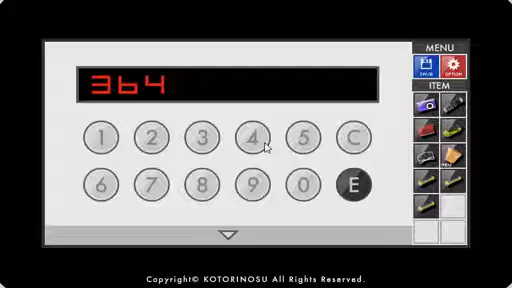 MENU
SAVE
OPTION
ITEM
364
1 2 3 4 5 C
6 7 8 9 0 E
Copyright© KOTORINOSU All Rights Reserved.